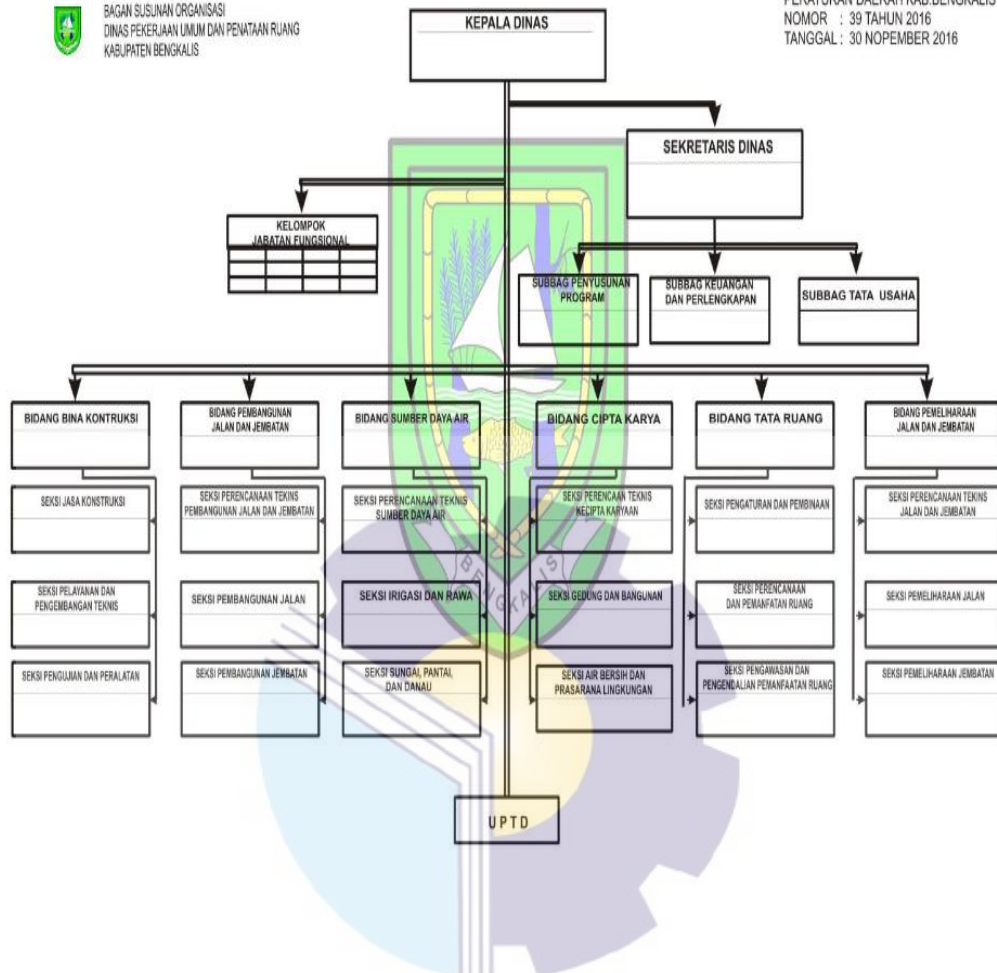 BAGAN SUSUNAN ORGANISASI
DINAS PEKERJAAN UMUM DAN PENATAAN RUANG
KABUPATEN BENGKALIS
PERATURAN DAERAH KAB.BENGKALIS
NOMOR : 39 TAHUN 2016
TANGGAL : 30 NOPEMBER 2016
KEPALA DINAS
SEKRETARIS DINAS
KELOMPOK
JABATAN FUNGSIONAL
SUBBAG PENYUSUNAN
PROGRAM
SUBBAG KEUANGAN
DAN PERLENGKAPAN
SUBBAG TATA USAHA
BIDANG BINA KONTRUKSI
BIDANG PEMBANGUNAN
JALAN DAN JEMBATAN
BIDANG SUMBER DAYA AIR
BIDANG CIPTA KARYA
BIDANG TATA RUANG
BIDANG PEMELIHARAAN
JALAN DAN JEMBATAN
SEKSI JASA KONSTRUKSI
SEKSI PERENCANAAN TEKINS
PEMBANGUNAN JALAN DAN JEMBATAN
SEKSI PERENCANAAN TEKNIS
SUMBER DAYA AIR
SEKSI PERENCAAN TEKNIS
KECIPTA KARYAAN
SEKSI PENGATURAN DAN PEMBINAAN
SEKSI PERENCANAAN TEKINS
JALAN DAN JEMBATAN
SEKSI PELAYANAN DAN
PENGEMBANGAN TEKNIS
SEKSI PEMBANGUNAN JALAN
SEKSI IRIGASI DAN RAWA
SEKSI GEDUNG DAN BANGUNAN
SEKSI PERENCANAAN
DAN PEMANFATAN RUANG
SEKSI PEMELIHARAAN JALAN
SEKSI PENGUJIAN DAN PERALATAN
SEKSI PEMBANGUNAN JEMBATAN
SEKSI SUNGAI, PANTAI,
DAN DANAU
SEKSI AIR BERSIH DAN
PRASARANA LINGKUNGAN
SEKSI PENGAWASAN DAN
PENGENDALIAN PEMANFAATAN RUANG
SEKSI PEMELIHARAAN JEMBATAN
BENGKALIS
UPTD